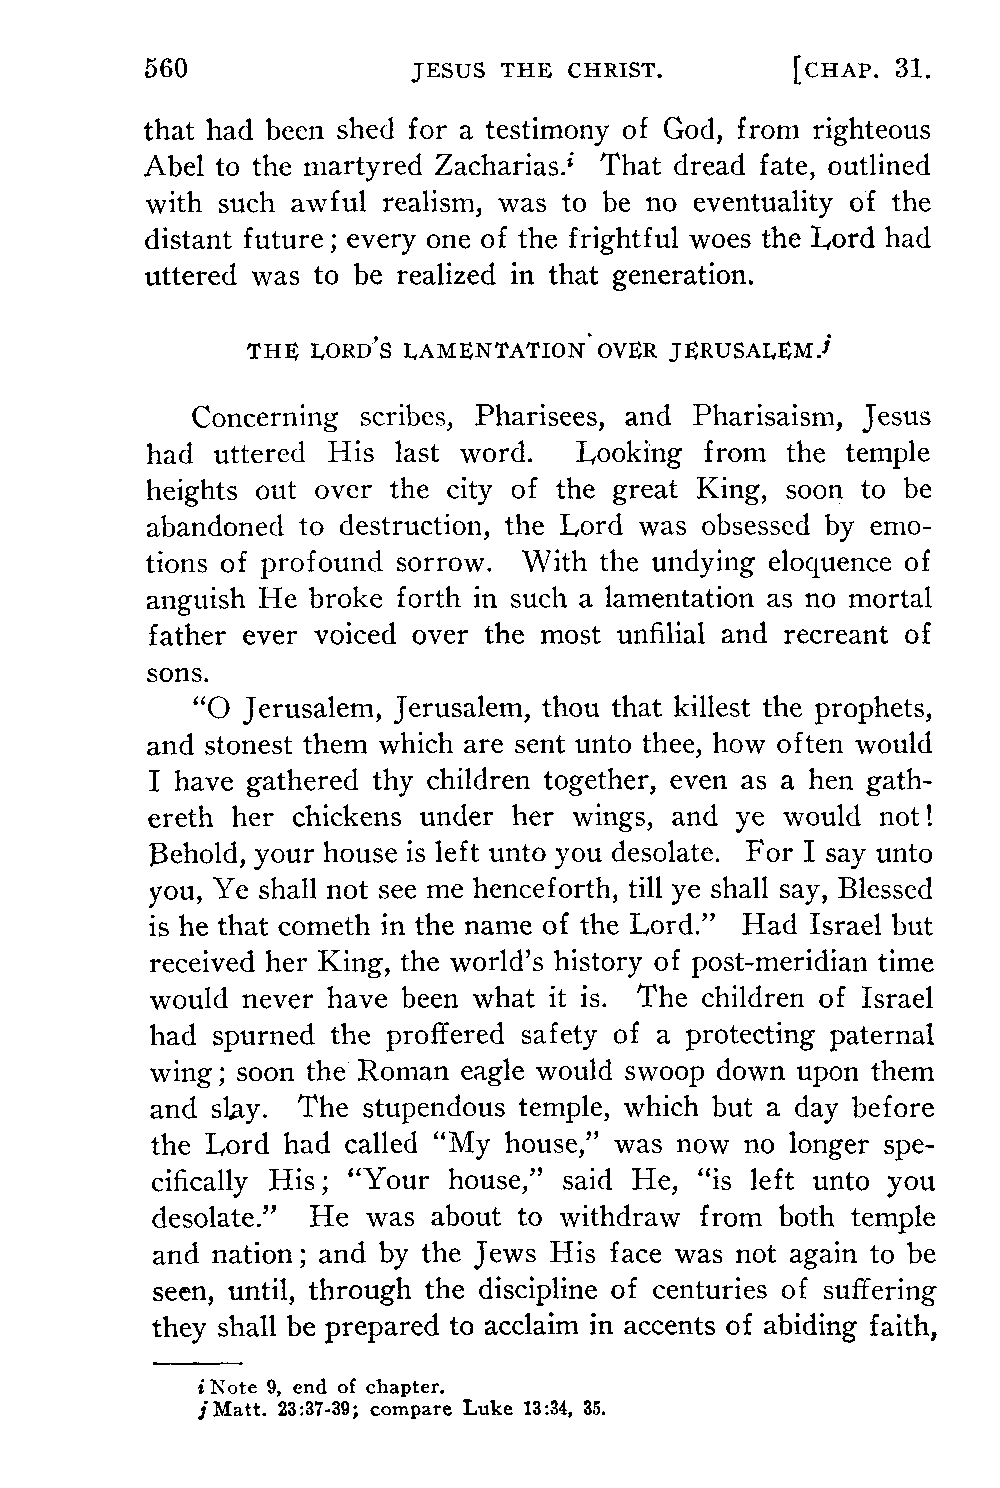 560 JESUS THE CHRIST. [CHAP. 31.
that had been shed for a testimony of God, from righteous
Abel to the martyred Zacharias.i That dread fate, outlined
with such awful realism, was to be no eventuality of the
distant future; every one of the frightful woes the Lord had
uttered was to be realized in that generation.
THE LORD'S LAMENTATION OVER JERUSALEM.j
Concerning scribes, Pharisees, and Pharisaism, Jesus
had uttered His last word. Looking from the temple
heights out over the city of the great King, soon to be
abandoned to destruction, the Lord was obsessed by emo-
tions of profound sorrow. With the undying eloquence of
anguish He broke forth in such a lamentation as no mortal
father ever voiced over the most unfilial and recreant of
sons.
“O Jerusalem, Jerusalem, thou that killest the prophets,
and stonest them which are sent unto thee, how often would
I have gathered thy children together, even as a hen gath-
ereth her chickens under her wings, and ye would not!
Behold, your house is left unto you desolate. For I say unto
you, Ye shall not see me henceforth, till ye shall say, Blessed
is he that cometh in the name of the Lord.” Had Israel but
received her King, the world's history of post-meridian time
would never have been what it is. The children of Israel
had spurned the proffered safety of a protecting paternal
wing; soon the Roman eagle would swoop down upon them
and slay. The stupendous temple, which but a day before
the Lord had called “My house,” was now no longer spe-
cifically His; “Your house,” said He, “is left unto you
desolate.” He was about to withdraw from both temple
and nation; and by the Jews His face was not again to be
seen, until, through the discipline of centuries of suffering
they shall be prepared to acclaim in accents of abiding faith,
i Note 9, end of chapter.
j Matt. 23:37-39; compare Luke 13:34, 35.